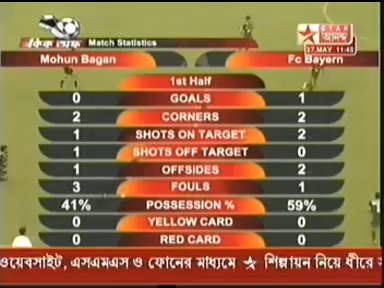 কিক অফ Match Statistics
STAR
আনন্দ
27.MAY 11:45
Mohun Bagan Fc Bayern
1st Half
0 GOALS 1
2 CORNERS 2
1 SHOTS ON TARGET 2
1 SHOTS OFF TARGET 0
1 OFFSIDES 2
3 FOULS 1
41% POSSESSION % 59%
0 YELLOW CARD 0
0 RED CARD 0
ওয়েবসাইট, এসএমএস ও ফোনের মাধ্যমে শিল্পায়ন নিয়ে ধীরে